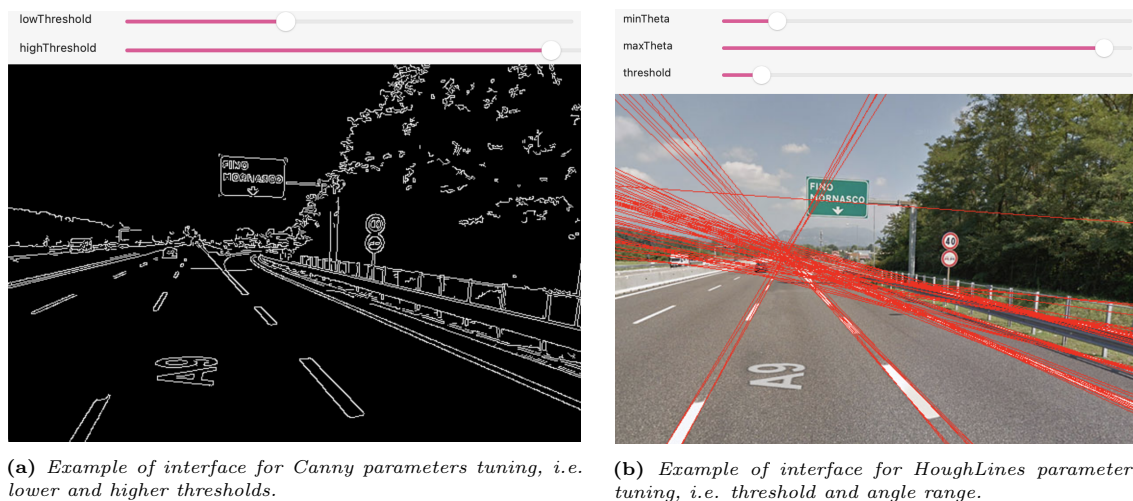 lowThreshold
highThreshold
FINO
MORNASCO
A9
(a) Example of interface for Canny parameters tuning, i.e.
lower and higher thresholds.
minTheta
maxTheta
threshold
FINO
MORNASCO
40
A9
(b) Example of interface for HoughLines parameter
tuning, i.e. threshold and angle range.